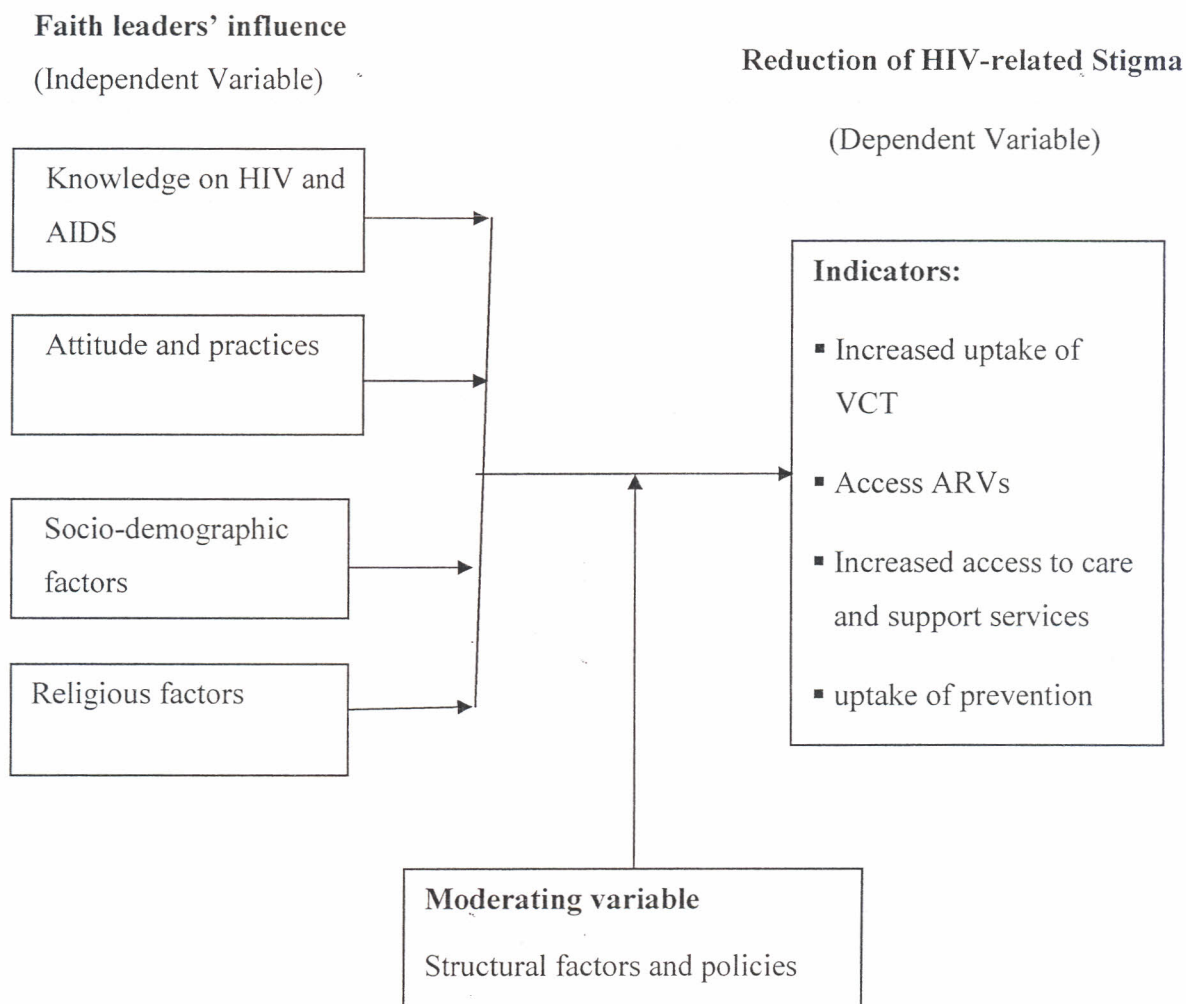 Faith leaders’ influence
(Independent Variable)
Reduction of HIV-related Stigma
(Dependent Variable)
Knowledge on HIV and
AIDS
Attitude and practices
Socio-demographic
factors
Religious factors
Indicators:
▪ Increased uptake of
VCT
▪ Access ARVs
▪ Increased access to care
and support services
▪ uptake of prevention
Moderating variable
Structural factors and policies